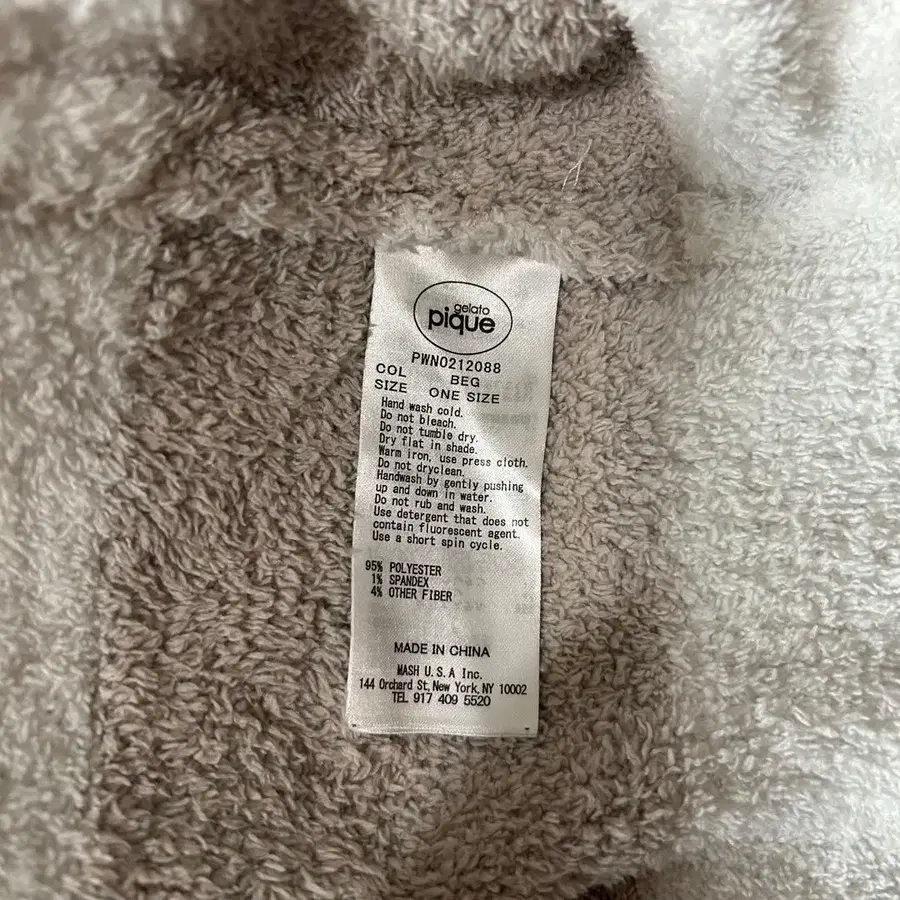 gelato
pique
PWNO212088
COL BEG
SIZE ONE SIZE
Hand wash cold.
Do not bleach.
Do not tumble dry.
Dry flat in shade.
Warm iron, use press cloth.
Do not dryclean.
Handwash by gently pushing
up and down in water.
Do not rub and wash.
Use detergent that does not
contain fluorescent agent.
Use a short spin cycle.
95% POLYESTER
1% SPANDEX
4% OTHER FIBER
MADE IN CHINA
MASH U.S.A Inc.
144 Orchard St, New York, NY 10002
TEL 917 409 5520